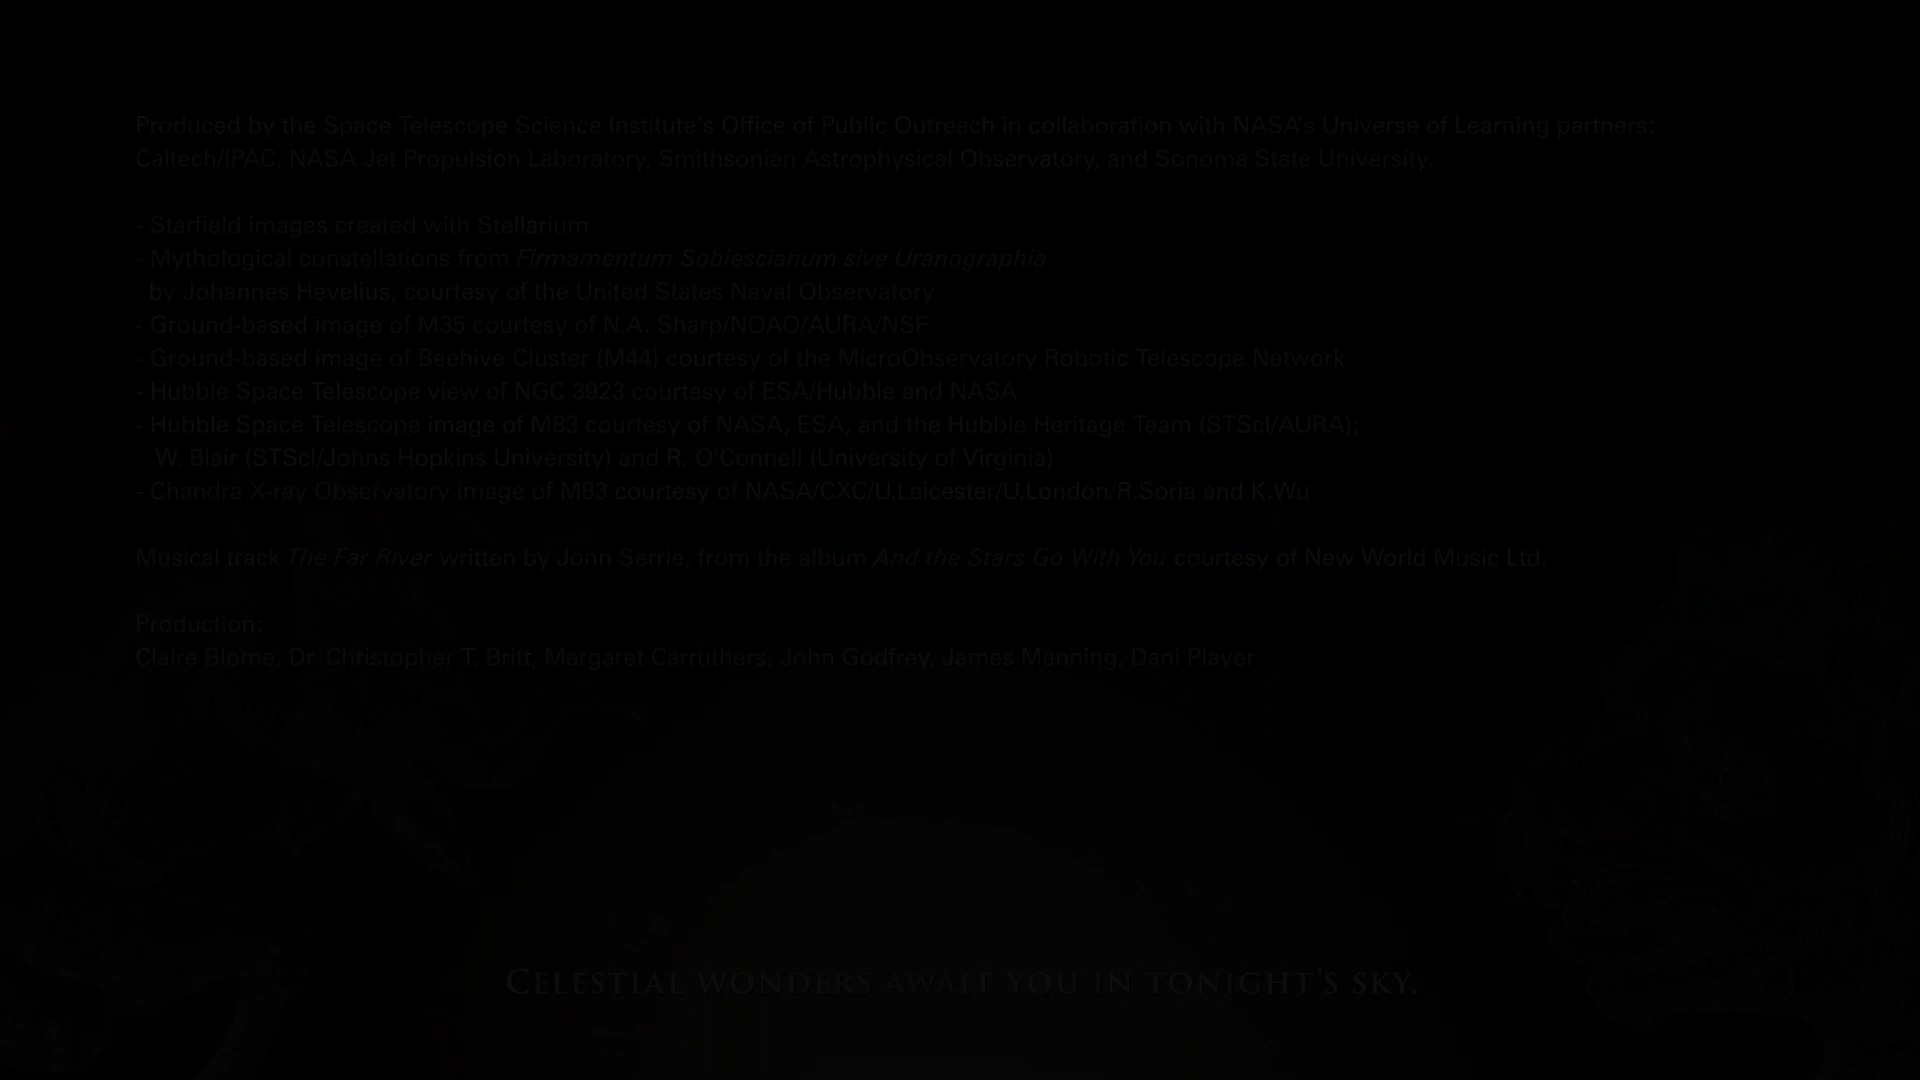 Produced by the Space Telescope Science Institute's Office of Public Outreach in collaboration with NASA's Universe of Learning partners:
Caltech/IPAC, NASA Jet Propulsion Laboratory, Smithsonian Astrophysical Observatory, and Sonoma State University.
- Starfield images created with Stellarium
- Mythological constellations from Firmamentum Sobiescianum sive Uranographia
by Johannes Hevelius, courtesy of the United States Naval Observatory
- Ground-based image of M35 courtesy of N.A. Sharp/NOAO/AURA/NSF
- Ground-based image of Beehive Cluster (M44) courtesy of the MicroObservatory Robotic Telescope Network
- Hubble Space Telescope view of NGC 3923 courtesy of ESA/Hubble and NASA
- Hubble Space Telescope image of M83 courtesy of NASA, ESA, and the Hubble Heritage Team (STScI/AURA);
W. Blair (STScI/Johns Hopkins University) and R. O'Connell (University of Virginia)
- Chandra X-ray Observatory image of M83 courtesy of NASA/CXC/U.Leicester/U.London/R.Soria and K.Wu
Musical track The Far River written by Jonn Serrie, from the album And the Stars Go With You courtesy of New World Music Ltd.
Production:
Claire Blome, Dr. Christopher T. Britt, Margaret Carruthers, John Godfrey, James Manning, Dani Player
Celestial wonders await you in tonight's sky.